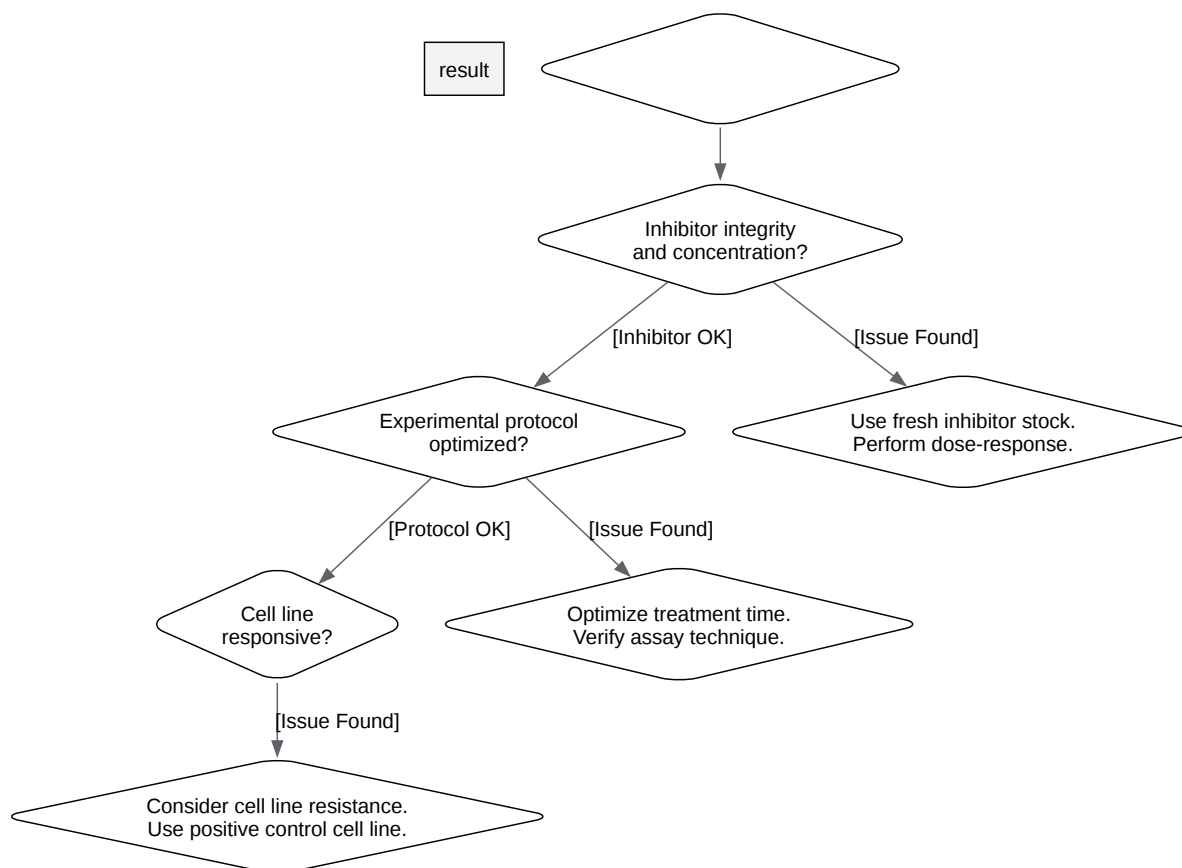 result
Inhibitor integrity
and concentration?
[Inhibitor OK]
[Issue Found]
Experimental protocol
optimized?
Use fresh inhibitor stock.
Perform dose-response.
[Protocol OK]
[Issue Found]
Cell line
responsive?
Optimize treatment time.
Verify assay technique.
[Issue Found]
Consider cell line resistance.
Use positive control cell line.